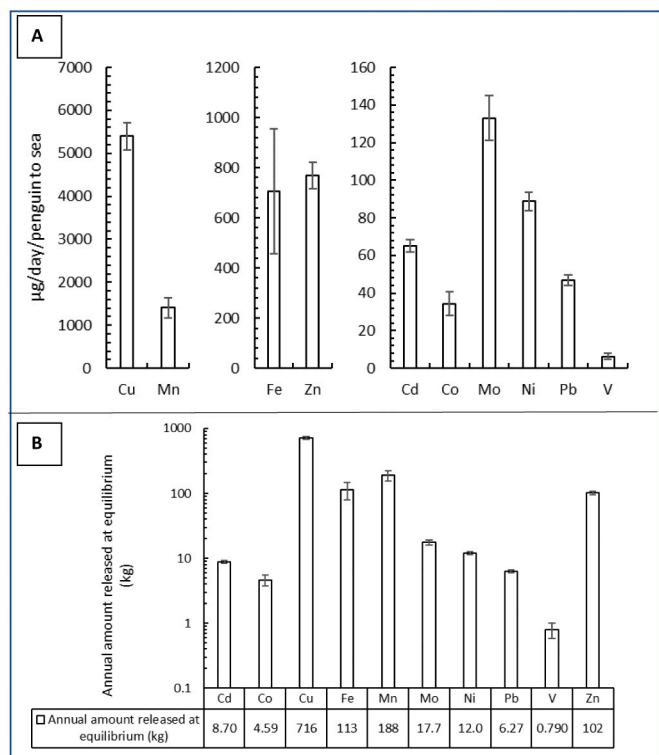 A
µg/day/penguin to sea
7000
6000
5000
4000
3000
2000
1000
0
Cu Mn
1200
1000
800
600
400
200
0
Fe Zn
160
140
120
100
80
60
40
20
0
Cd Co Mo Ni Pb V
B
Annual amount released at equilibrium
(kg)
1000
100
10
1
0.1
Cd Co Cu Fe Mn Mo Ni Pb V Zn
Annual amount released at
equilibrium (kg)
8.70 4.59 716 113 188 17.7 12.0 6.27 0.790 102